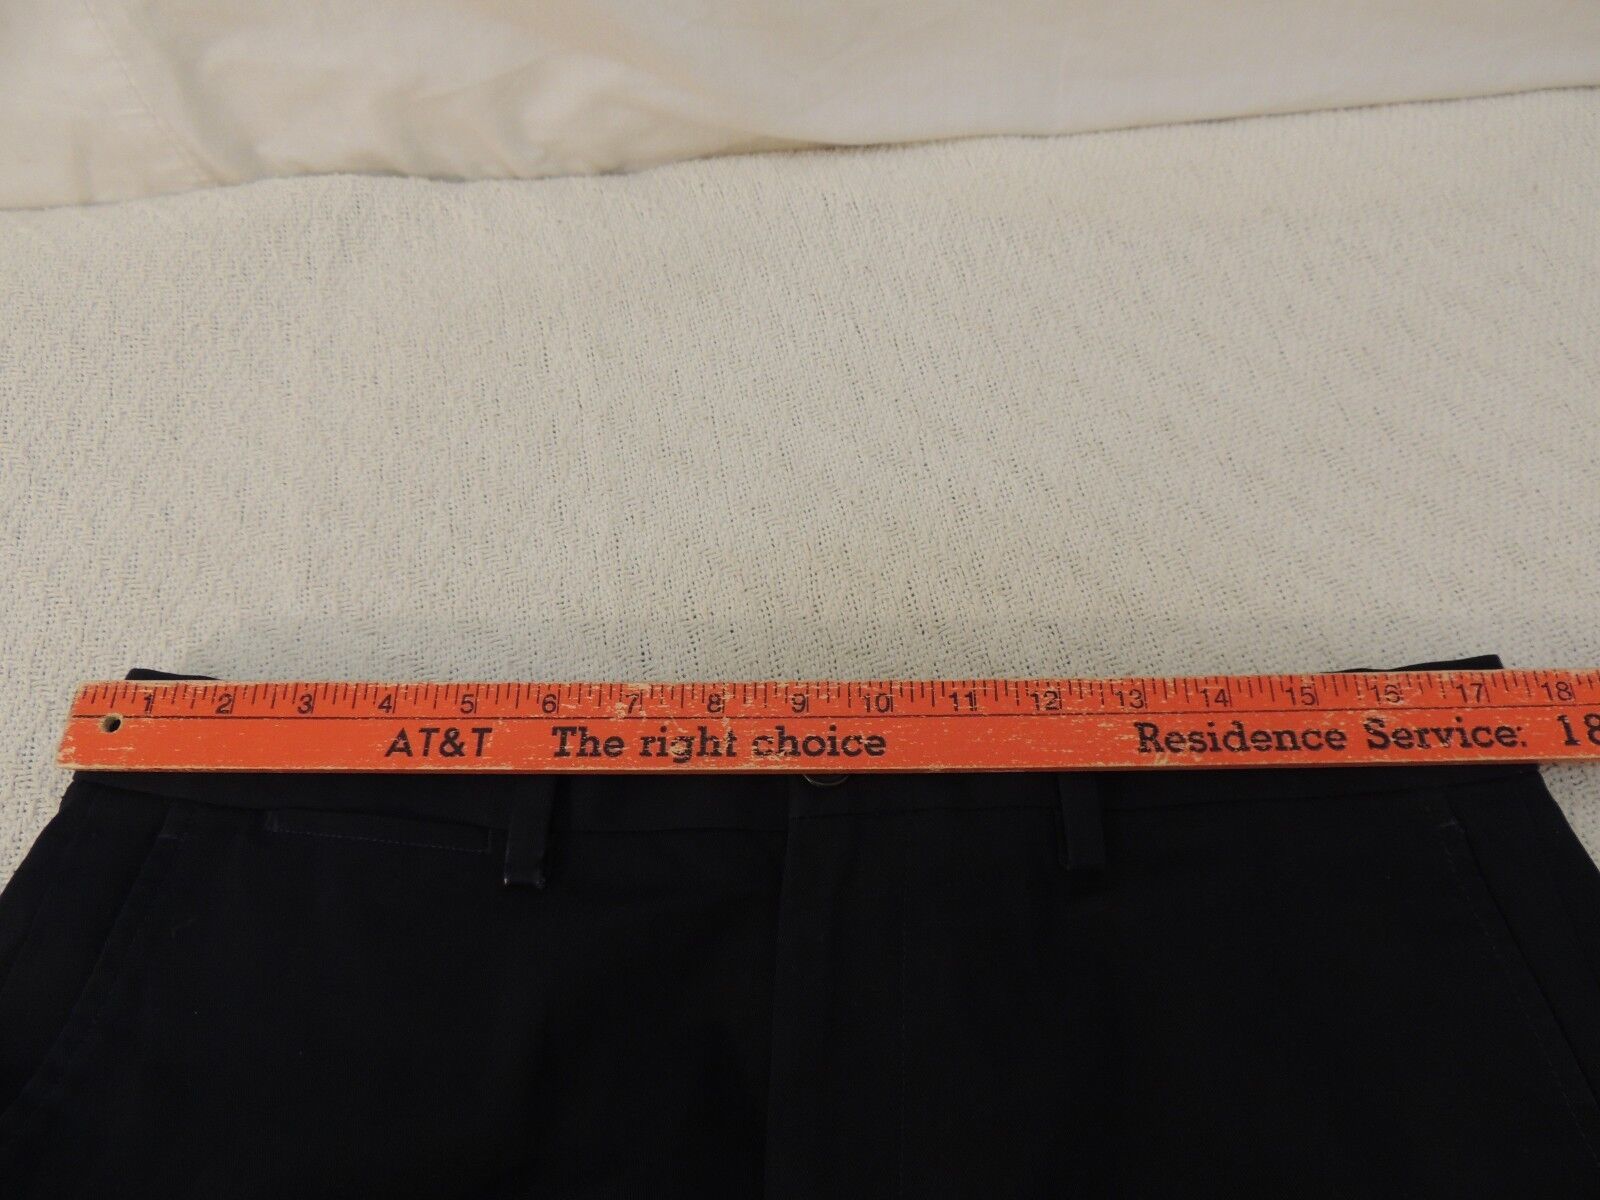 1 2 3 4 5 6 7 8 9 10 11 12 13 14 15 16 17 18
AT&T The right choice Residence Service: 18